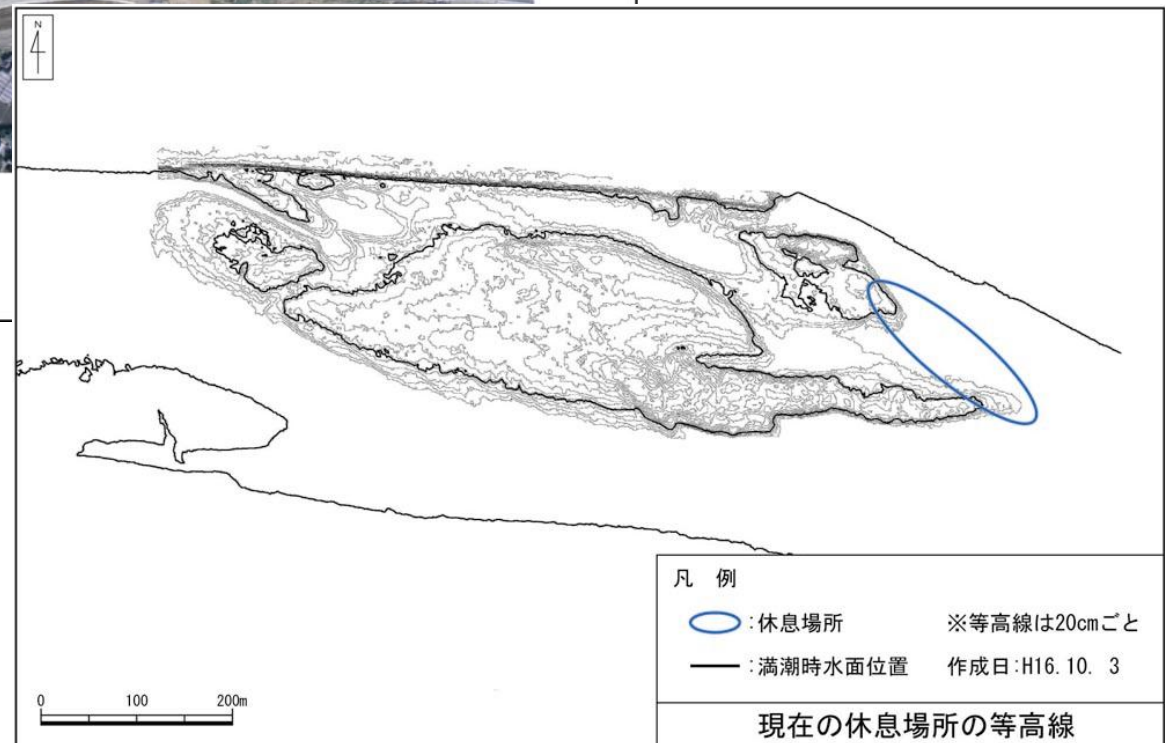 N
凡 例
:休息場所 ※等高線は20cmごと
:満潮時水面位置 作成日:H16.10. 3
0 100 200m
現在の休息場所の等高線